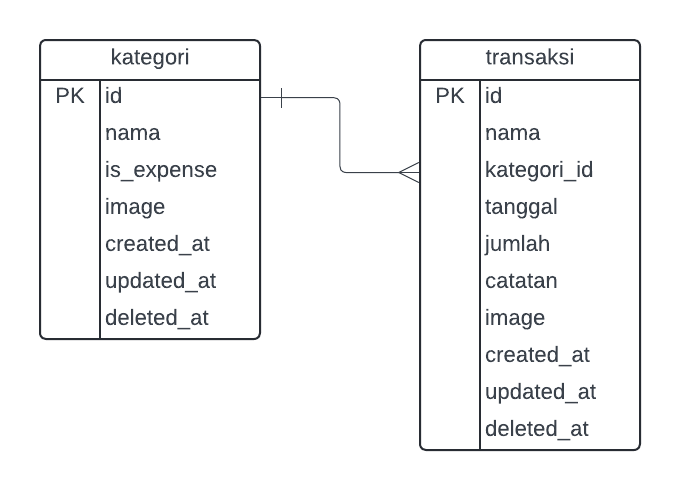 kategori
PK id
nama
is_expense
image
created_at
updated_at
deleted_at
transaksi
PK id
nama
kategori_id
tanggal
jumlah
catatan
image
created_at
updated_at
deleted_at